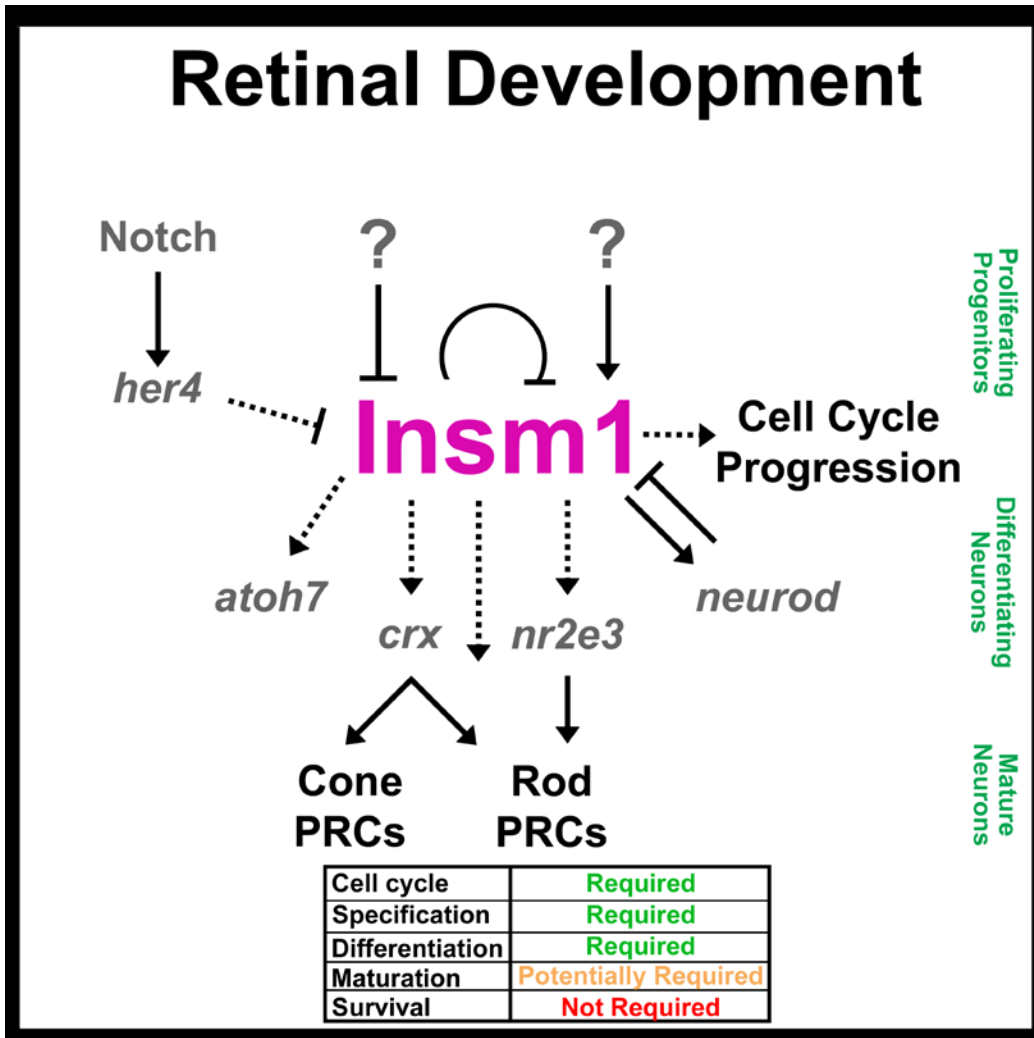 Retinal Development
Notch
?
?
Proliferating
Progenitors
her4
Insm1
Cell Cycle
Progression
Differentiating
Neurons
atoh7
crx
nr2e3
neurod
Cone
PRCs
Rod
PRCs
Mature
Neurons
Cell cycle Required
Specification Required
Differentiation Required
Maturation Potentially Required
Survival Not Required